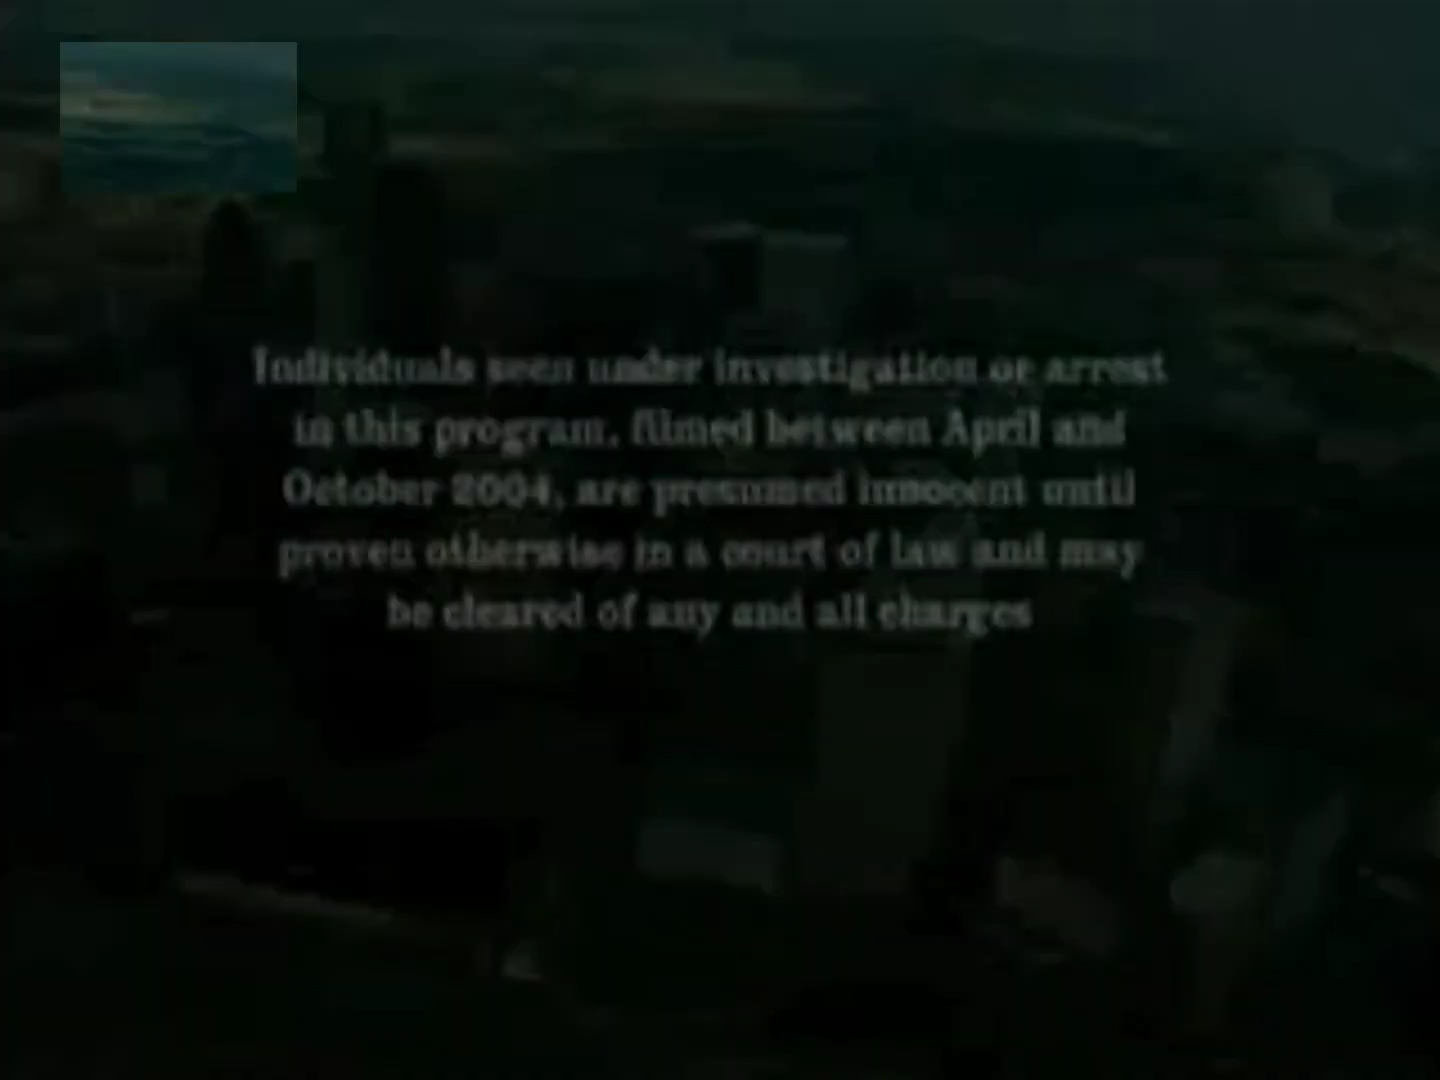 Individuals seen under investigation or arrest
in this program, filmed between April and
October 2004, are presumed innocent until
proven otherwise in a court of law and may
be cleared of any and all charges